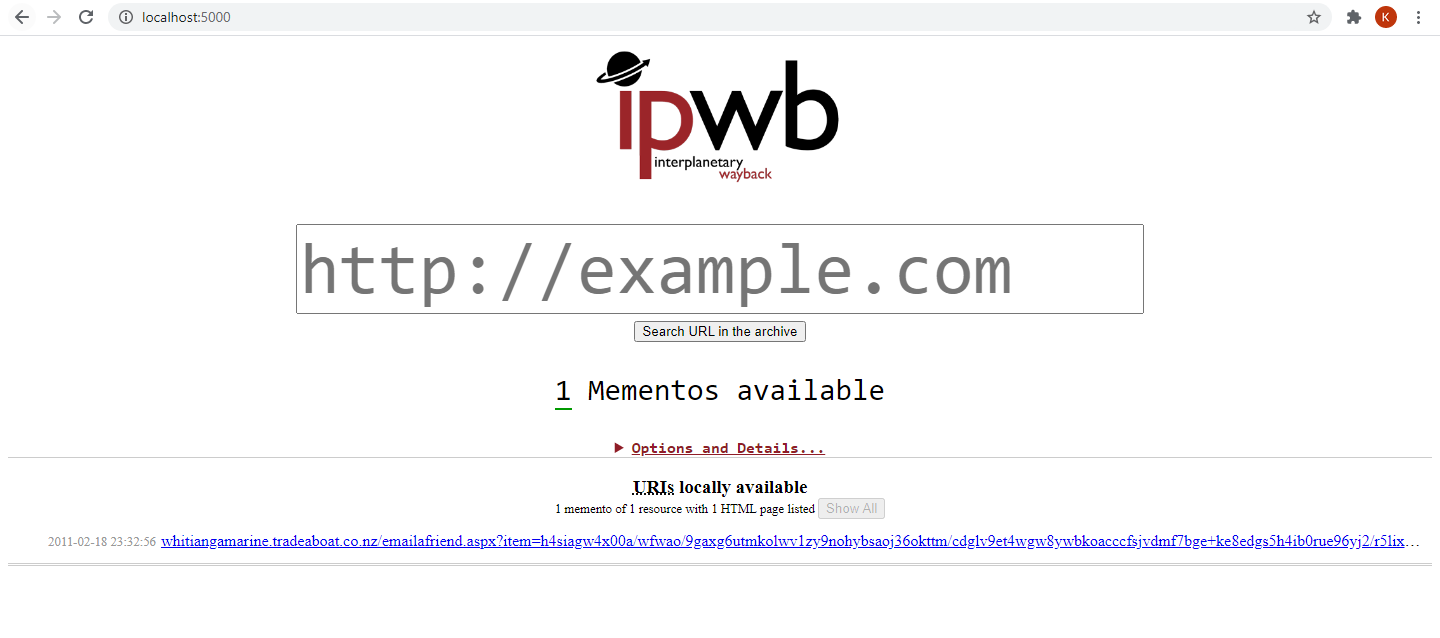 localhost:5000
K
ipwb
interplanetary
wayback
http://example.com
Search URL in the archive
1 Mementos available
Options and Details...
URIs locally available
1 memento of 1 resource with 1 HTML page listed Show All
2011-02-18 23:32:56 whitiangamarine.tradeaboat.co.nz/emailafriend.aspx?item=h4siagw4x00a/wfwao/9gaxg6utmkolwv1zy9nohybsaoj36okttm/cdglv9et4wgw8ywbkoacccfsjvdmf7bge+ke8edgs5h4ib0rue96yj2/r5lix…